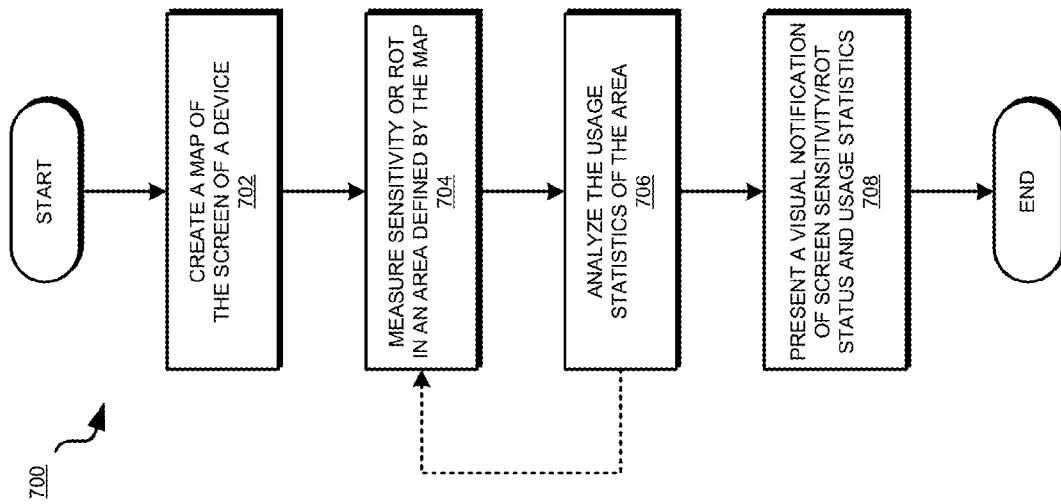 700
START
CREATE A MAP OF
THE SCREEN OF A DEVICE
702
MEASURE SENSITIVITY OR ROT
IN AN AREA DEFINED BY THE MAP
704
ANALYZE THE USAGE
STATISTICS OF THE AREA
706
PRESENT A VISUAL NOTIFICATION
OF SCREEN SENSITIVITY/ROT
STATUS AND USAGE STATISTICS
708
END